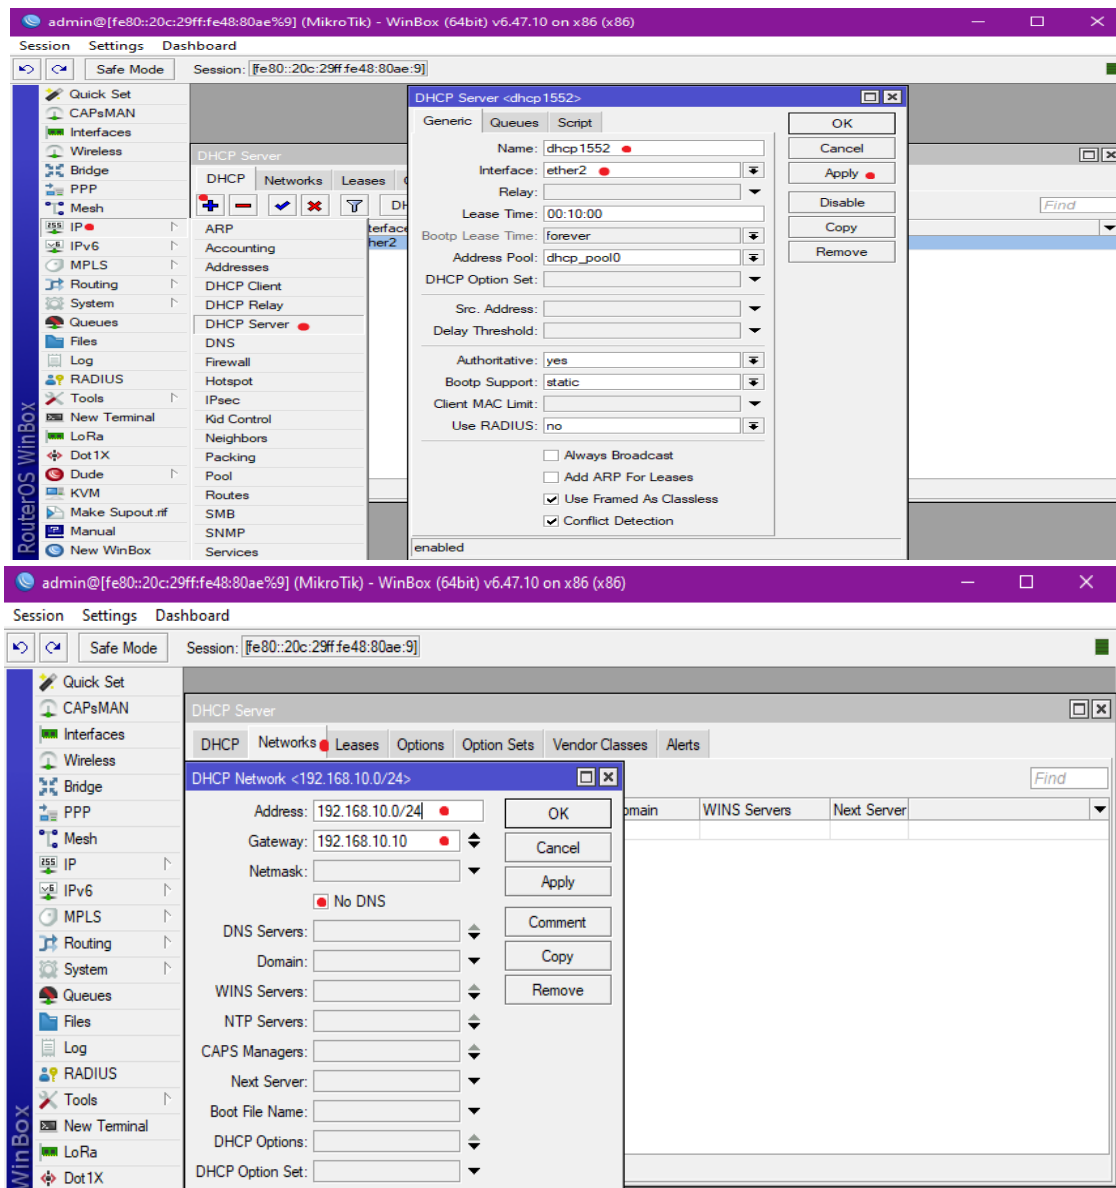 admin@[fe80::20c:29ff:fe48:80ae%9] (MikroTik) - WinBox (64bit) v6.47.10 on x86 (x86)
Session Settings Dashboard
Safe Mode Session: [fe80::20c:29ff:fe48:80ae:9]
RouterOS WinBox
Quick Set
CAPsMAN
Interfaces
Wireless
Bridge
PPP
Mesh
IP
IPv6
MPLS
Routing
System
Queues
Files
Log
RADIUS
Tools
New Terminal
LoRa
Dot1X
Dude
KVM
Make Supout.rif
Manual
New WinBox
DHCP Server
DHCP Networks Leases
Find
ARP
Accounting
Addresses
DHCP Client
DHCP Relay
DHCP Server
DNS
Firewall
Hotspot
IPsec
Kid Control
Neighbors
Packing
Pool
Routes
SMB
SNMP
Services
DHCP Server <dhcp1552>
Generic Queues Script
Name: dhcp1552
Interface: ether2
Relay:
Lease Time: 00:10:00
Bootp Lease Time: forever
Address Pool: dhcp_pool0
DHCP Option Set:
Src. Address:
Delay Threshold:
Authoritative: yes
Bootp Support: static
Client MAC Limit:
Use RADIUS: no
Always Broadcast
Add ARP For Leases
Use Framed As Classless
Conflict Detection
enabled
OK
Cancel
Apply
Disable
Copy
Remove
admin@[fe80::20c:29ff:fe48:80ae%9] (MikroTik) - WinBox (64bit) v6.47.10 on x86 (x86)
Session Settings Dashboard
Safe Mode Session: [fe80::20c:29ff:fe48:80ae:9]
WinBox
Quick Set
CAPsMAN
Interfaces
Wireless
Bridge
PPP
Mesh
IP
IPv6
MPLS
Routing
System
Queues
Files
Log
RADIUS
Tools
New Terminal
LoRa
Dot1X
DHCP Server
DHCP Networks Leases Options Option Sets Vendor Classes Alerts
Find
WINS Servers Next Server
DHCP Network <192.168.10.0/24>
Address: 192.168.10.0/24
Gateway: 192.168.10.10
Netmask:
No DNS
DNS Servers:
Domain:
WINS Servers:
NTP Servers:
CAPS Managers:
Next Server:
Boot File Name:
DHCP Options:
DHCP Option Set:
OK
Cancel
Apply
Comment
Copy
Remove